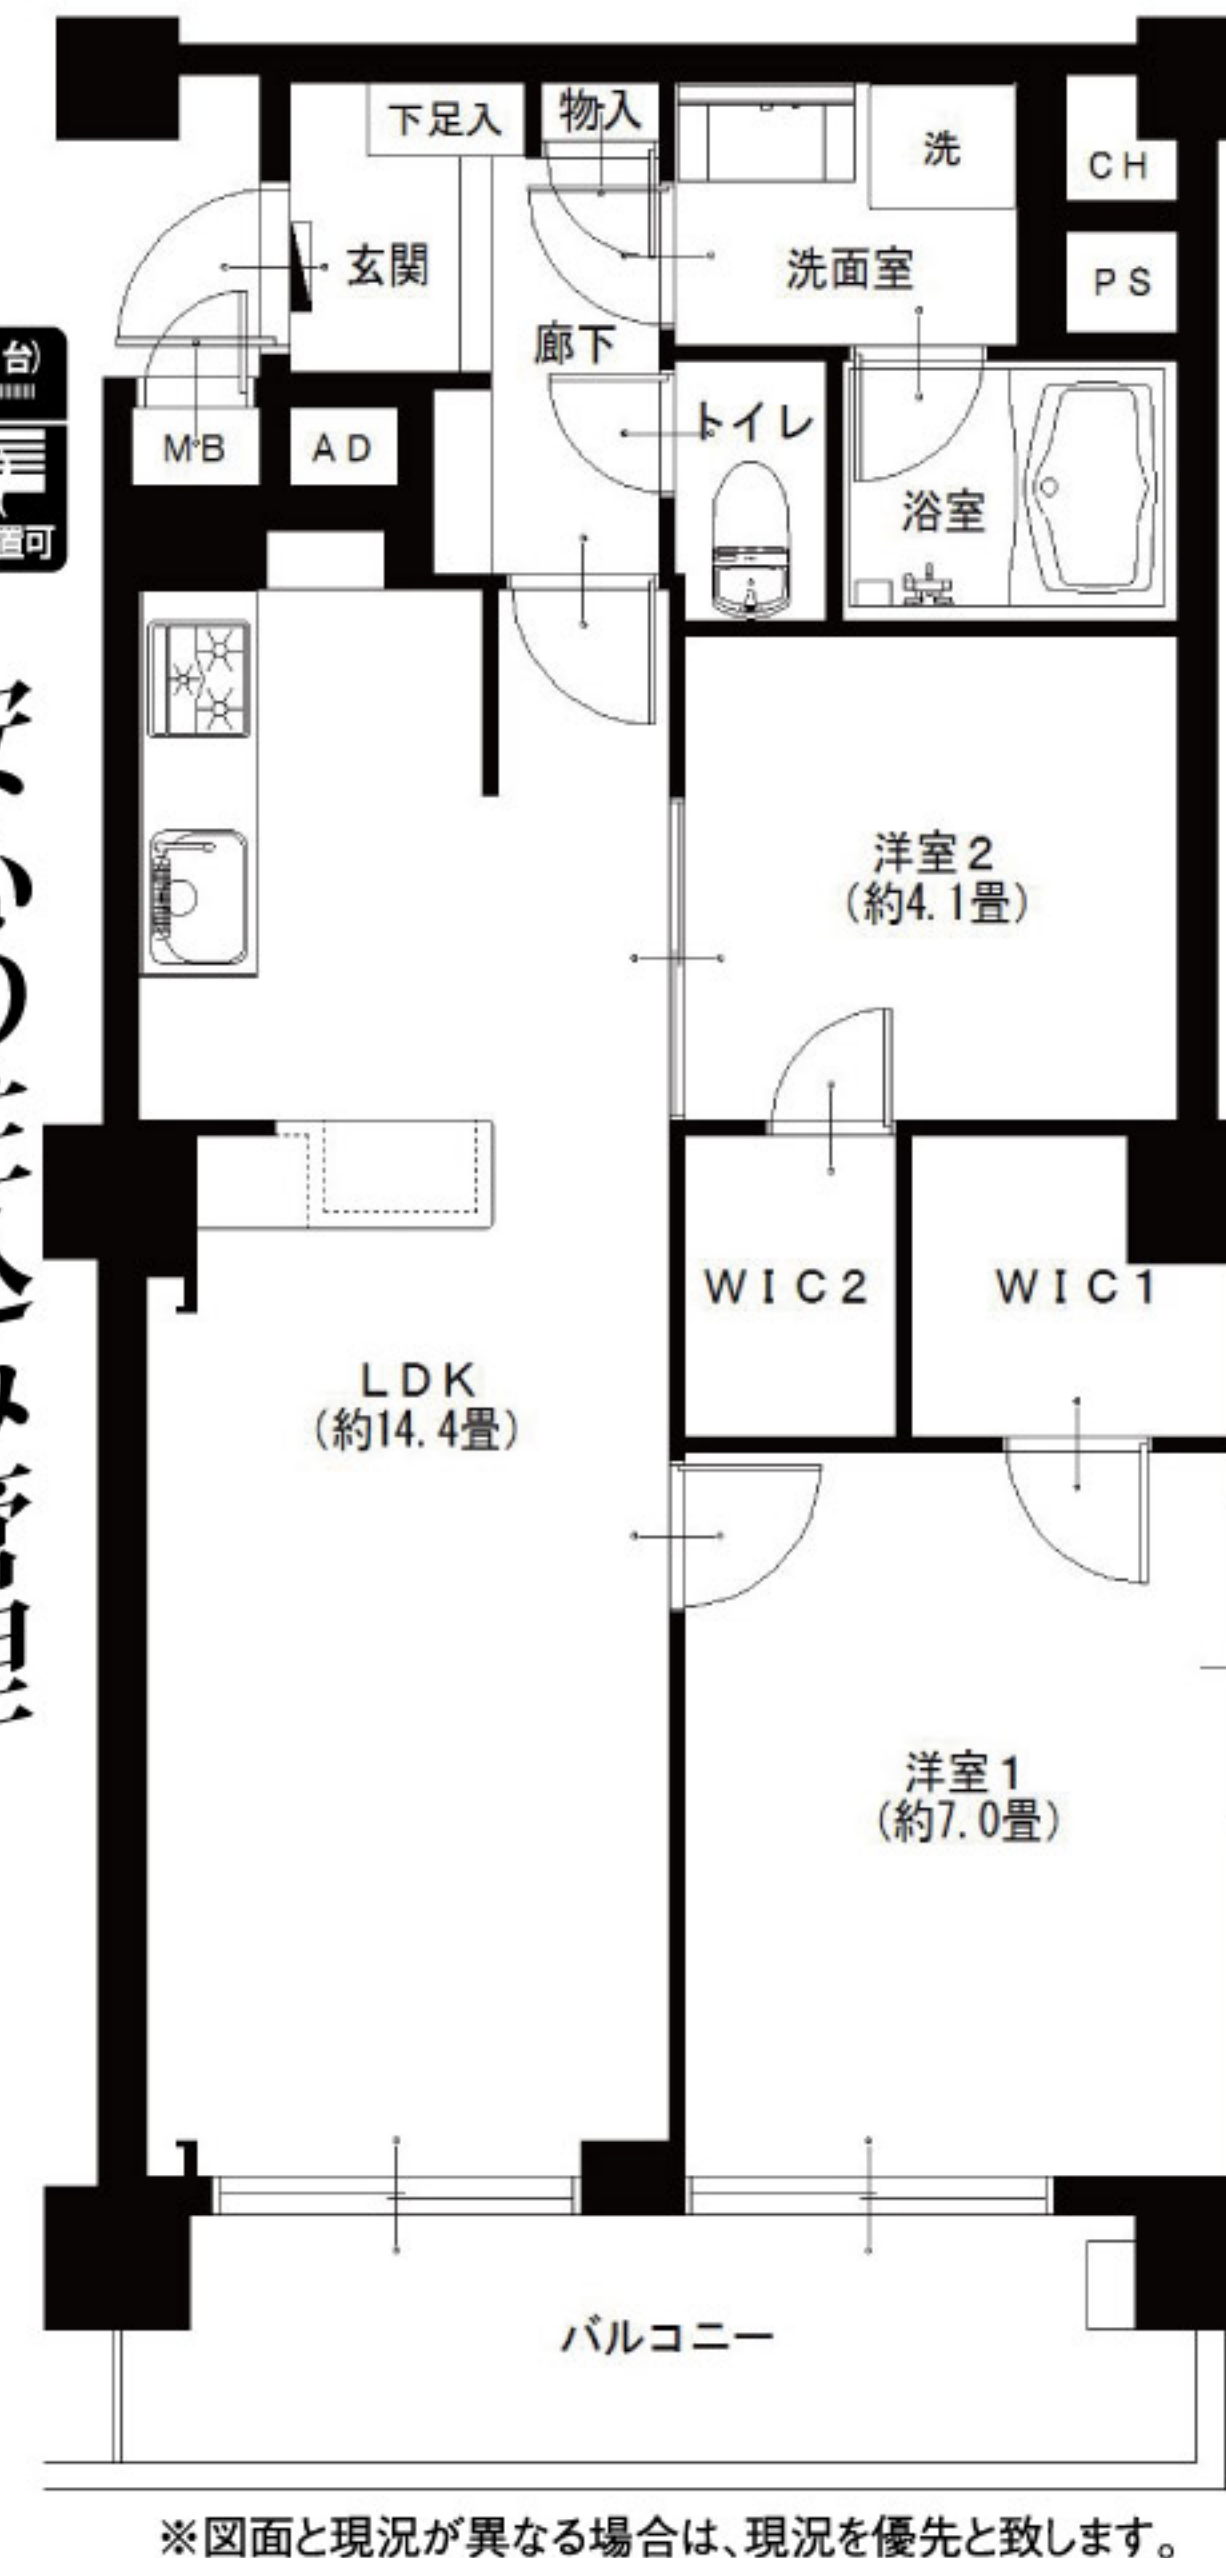 下足入
物入
洗
CH
玄関
洗面室
PS
廊下
台)
MB
AD
トイレ
置可
浴室
洋室2
(約4.1畳)
WIC2
WIC1
LDK
(約14.4畳)
洋室1
(約7.0畳)
バルコニー
※図面と現況が異なる場合は、現況を優先と致します。